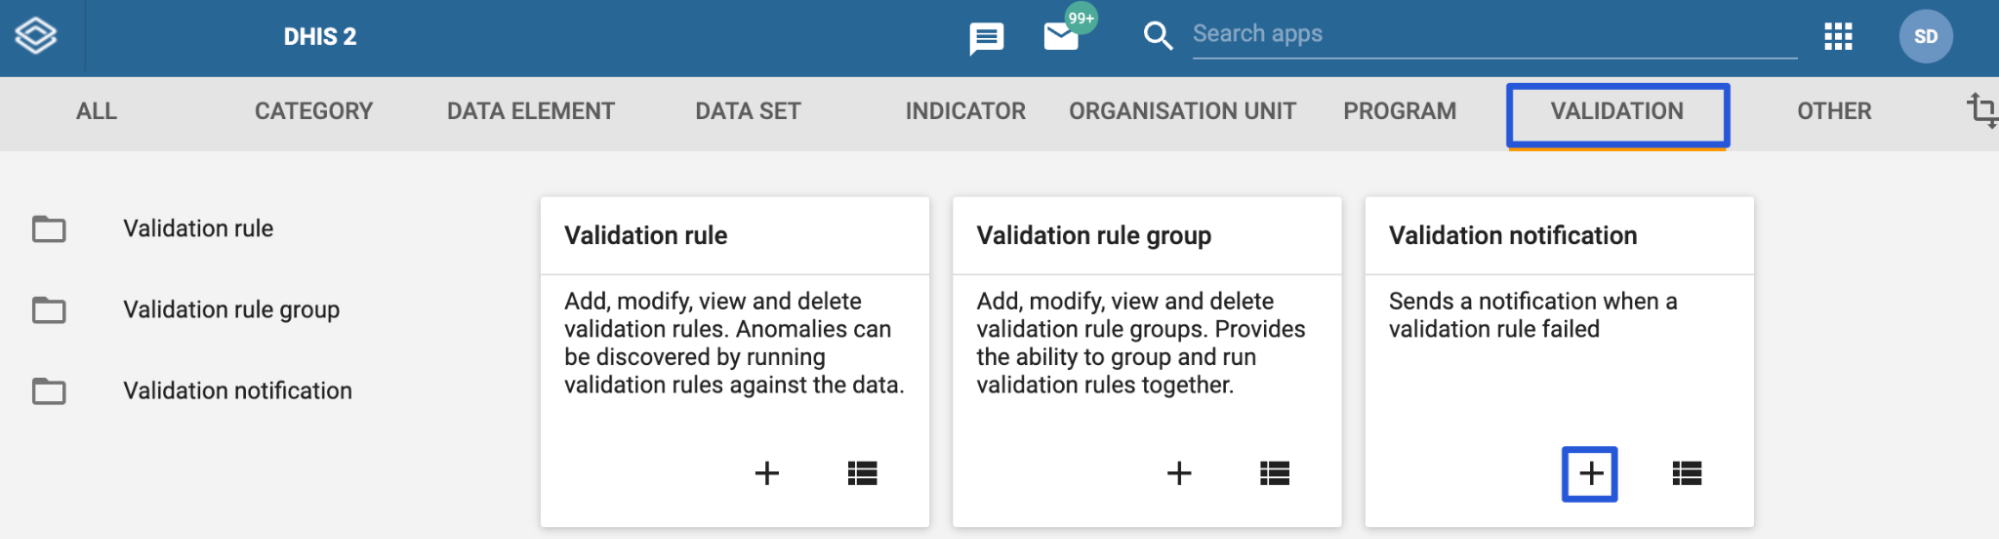 DHIS 2
99+
Search apps
SD
ALL
CATEGORY
DATA ELEMENT
DATA SET
INDICATOR
ORGANISATION UNIT
PROGRAM
VALIDATION
OTHER
Validation rule
Validation rule group
Validation notification
Validation rule
Add, modify, view and delete
validation rules. Anomalies can
be discovered by running
validation rules against the data.
Validation rule group
Add, modify, view and delete
validation rule groups. Provides
the ability to group and run
validation rules together.
Validation notification
Sends a notification when a
validation rule failed